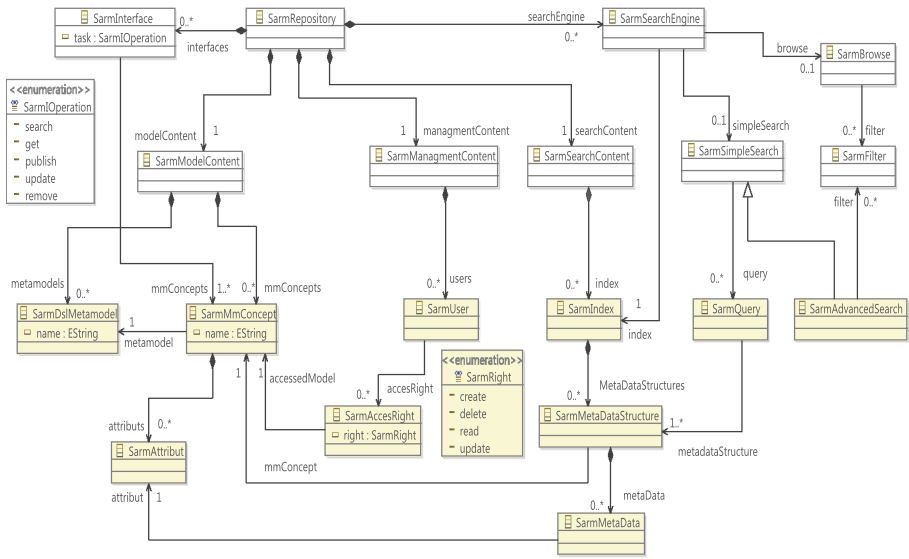 SarmInterface
task : SarmIOperation
0..*
interfaces
SarmRepository
searchEngine
0..*
SarmSearchEngine
browse
0..1
SarmBrowse
<<enumeration>>
SarmIOperation
search
get
publish
update
remove
modelContent
1
SarmModelContent
1
managmentContent
SarmManagmentContent
1
searchContent
SarmSearchContent
0..1
simpleSearch
SarmSimpleSearch
0..*
filter
SarmFilter
filter
0..*
metamodels
0..*
mmConcepts
1..*
0..*
mmConcepts
0..*
users
0..*
index
1
index
0..*
query
SarmDslMetamodel
name : EString
1
metamodel
SarmMmConcept
name : EString
SarmUser
SarmIndex
SarmQuery
SarmAdvancedSearch
1
1
accessedModel
0..*
accesRight
<<enumeration>>
SarmRight
create
delete
read
update
0..*
MetaDataStructures
SarmAccesRight
right : SarmRight
SarmMetaDataStructure
1..*
metadataStructure
attributs
0..*
SarmAttribut
attribut
1
mmConcept
0..*
metaData
SarmMetaData